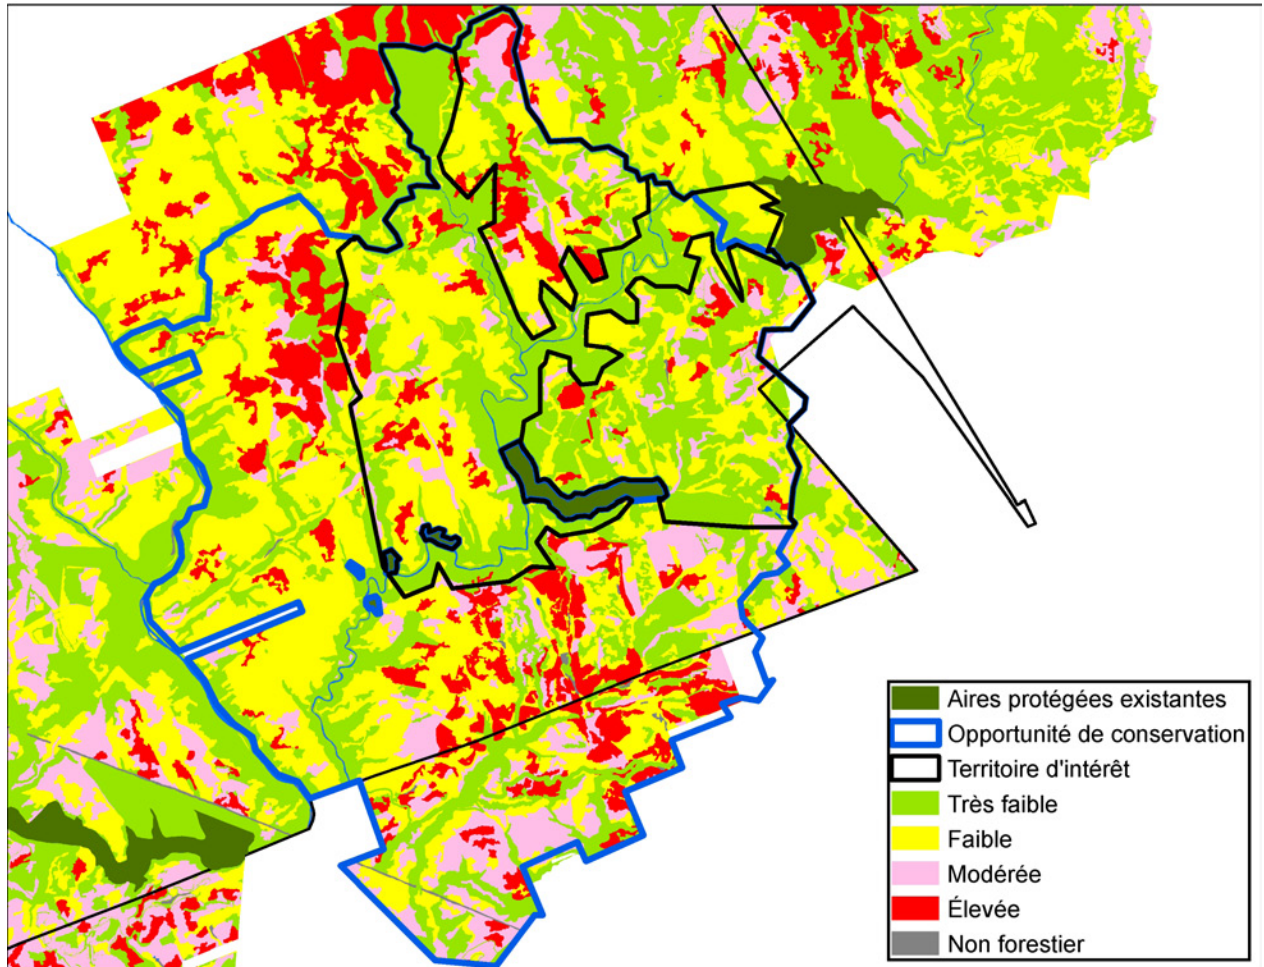 Aires protégées existantes
Opportunité de conservation
Territoire d'intérêt
Très faible
Faible
Modérée
Élevée
Non forestier